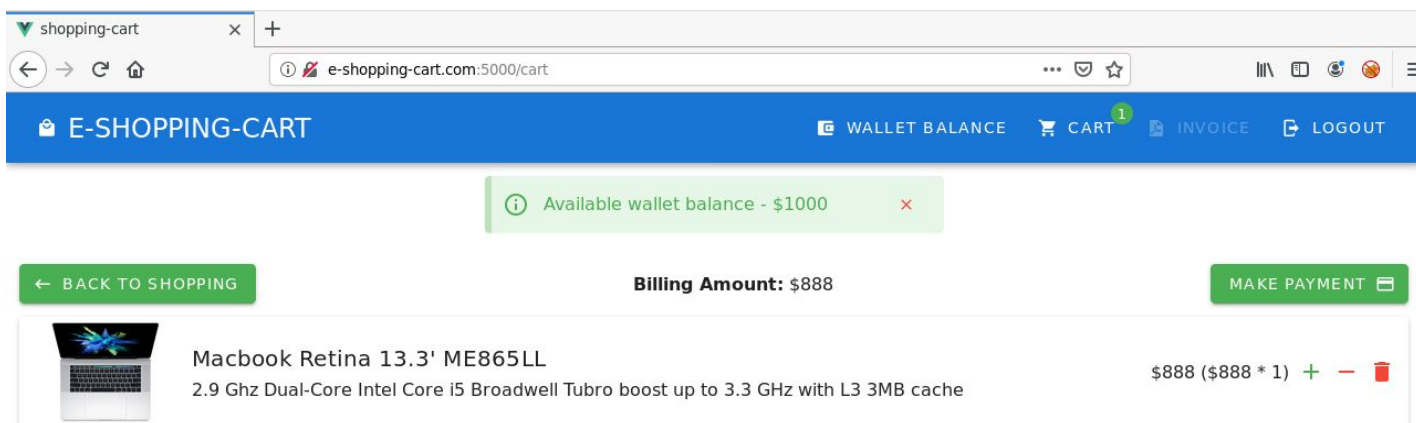 shopping-cart
e-shopping-cart.com:5000/cart
E-SHOPPING-CART WALLET BALANCE CART 1 INVOICE LOGOUT
Available wallet balance - $1000
BACK TO SHOPPING Billing Amount: $888 MAKE PAYMENT
Macbook Retina 13.3' ME865LL
2.9 Ghz Dual-Core Intel Core i5 Broadwell Tubro boost up to 3.3 GHz with L3 3MB cache
$888 ($888 * 1)